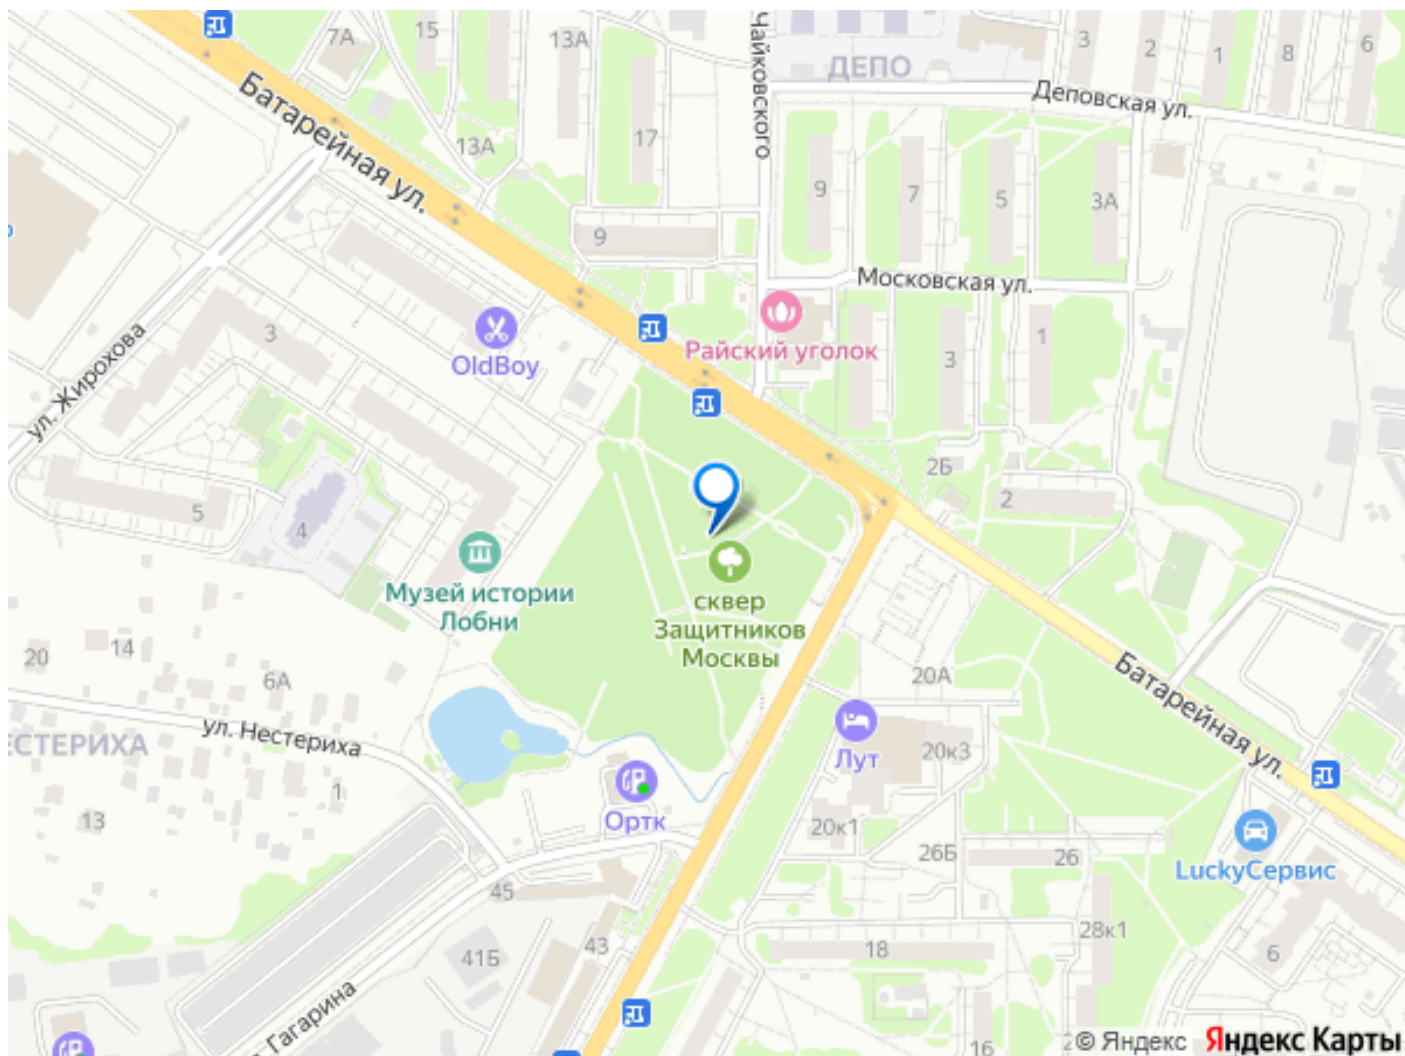 7А
15
13А
Чайковского
ДЕПО
3
2
1
8
6
Деповская ул.
Батарейная ул.
13А
17
9
7
5
3А
9
Московская ул.
3
OldBoy
Райский уголок
3
1
ул. Жирохова
2Б
2
5
4
Музей истории
Лобни
сквер
Защитников
Москвы
20
14
6А
20А
Батарейная ул.
ЕСТЕРИХА
ул. Нестериха
1
13
Лут
20к3
20к1
Ортк
26Б
26
LuckyСервис
45
43
41Б
18
28к1
6
Гагарина
16
2
© Яндекс
Яндекс Карты